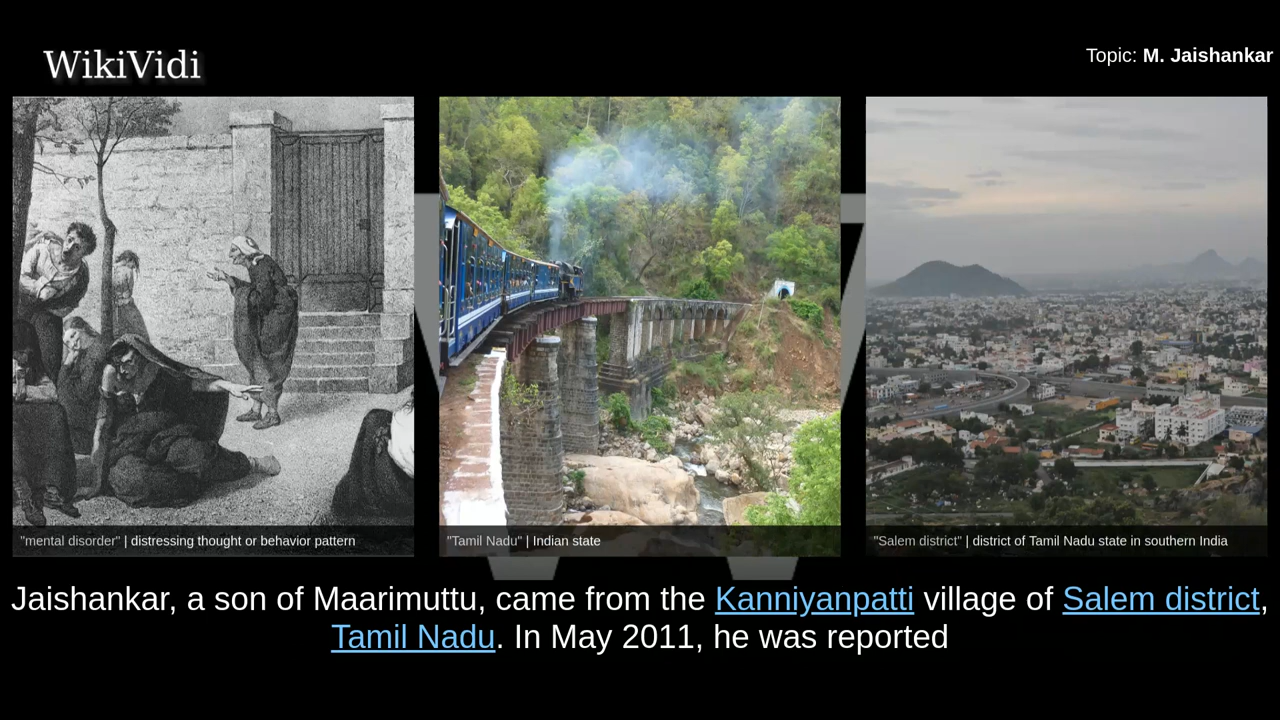 WikiVidi
Topic: M. Jaishankar
"mental disorder" | distressing thought or behavior pattern
"Tamil Nadu" | Indian state
"Salem district" | district of Tamil Nadu state in southern India
Jaishankar, a son of Maarimuttu, came from the Kanniyanpatti village of Salem district,
Tamil Nadu. In May 2011, he was reported